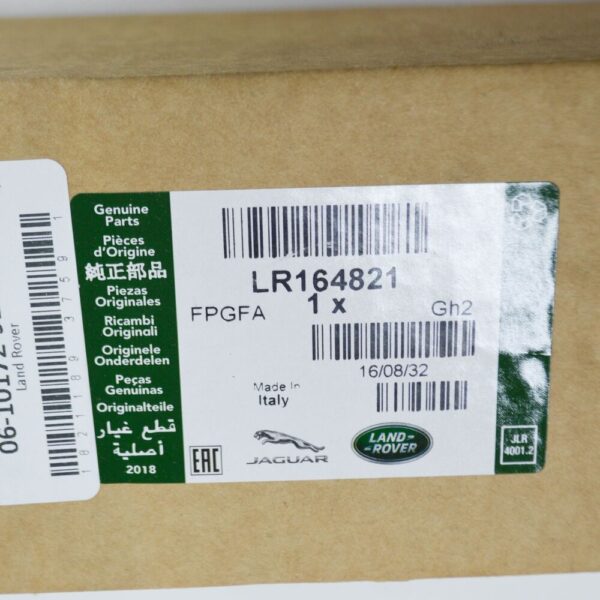 Land Rover
Genuine
Parts
Pièces
d'Origine
純正部品
Piezas
Originales
Ricambi
Originali
Originele
Onderdelen
Peças
Genuinas
Originalteile
قطع غيار
أصلية
2018
LR164821
1 x
FPGFA
Gh2
16/08/32
Made In
Italy
EAC
JAGUAR
LAND-
-ROVER
JLR
4001.2